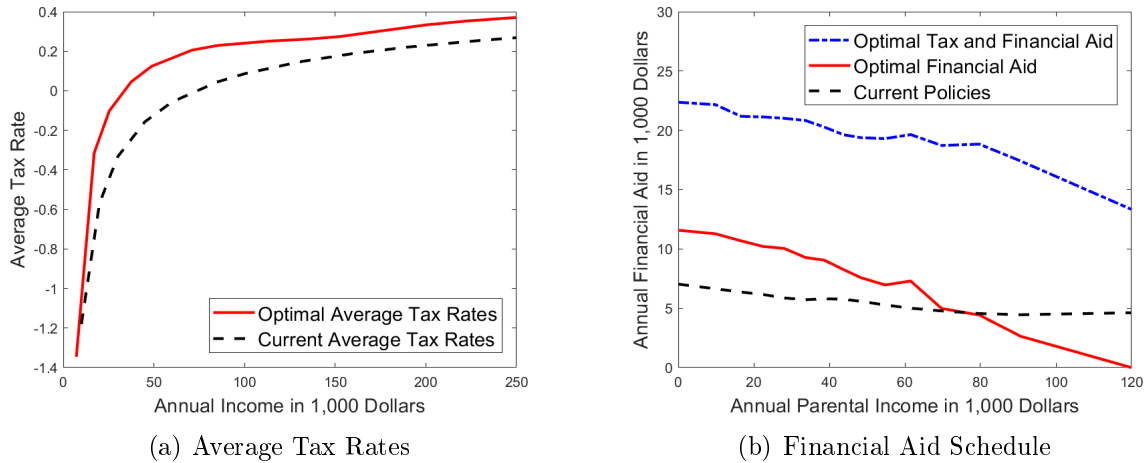 0.4
0.2
0
-0.2
-0.4
-0.6
-0.8
-1
-1.2
-1.4
Average Tax Rate
Optimal Average Tax Rates
Current Average Tax Rates
0 50 100 150 200 250
Annual Income in 1,000 Dollars
(a) Average Tax Rates
30
25
20
15
10
5
0
Annual Financial Aid in 1,000 Dollars
Optimal Tax and Financial Aid
Optimal Financial Aid
Current Policies
0 20 40 60 80 100 120
Annual Parental Income in 1,000 Dollars
(b) Financial Aid Schedule